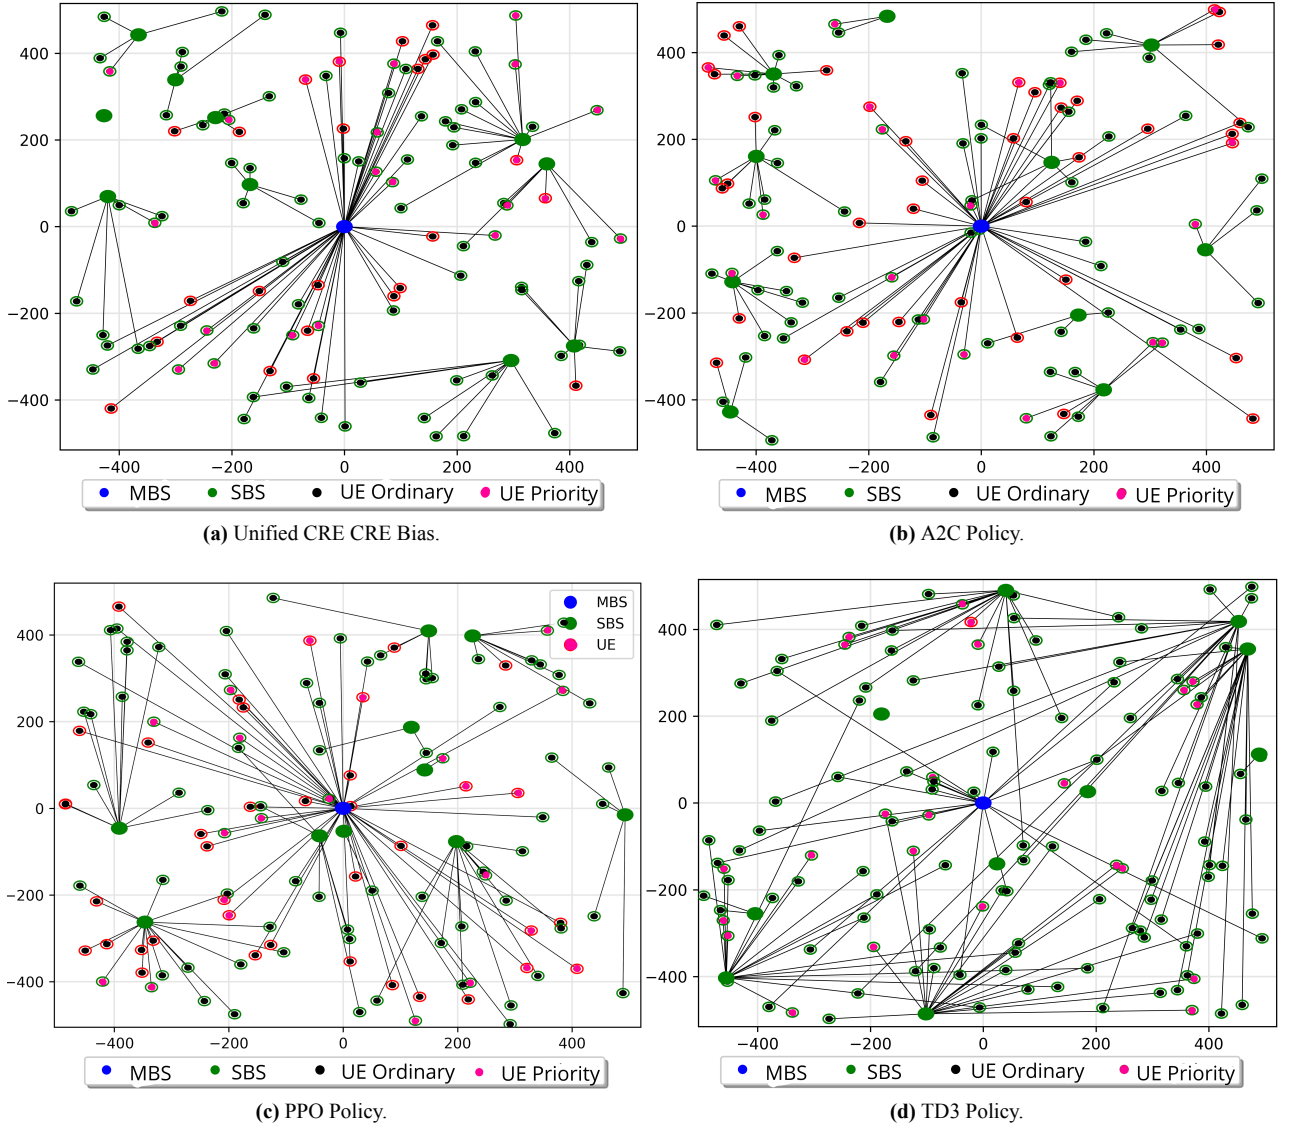 400
200
0
−200
−400
−400
−200
0
200
400
MBS
SBS
UE Ordinary
UE Priority
(a) Unified CRE CRE Bias.
400
200
0
−200
−400
−400
−200
0
200
400
MBS
SBS
UE Ordinary
UE Priority
(b) A2C Policy.
MBS
SBS
UE
400
200
0
−200
−400
−400
−200
0
200
400
MBS
SBS
UE Ordinary
UE Priority
(c) PPO Policy.
400
200
0
−200
−400
−400
−200
0
200
400
MBS
SBS
UE Ordinary
UE Priority
(d) TD3 Policy.